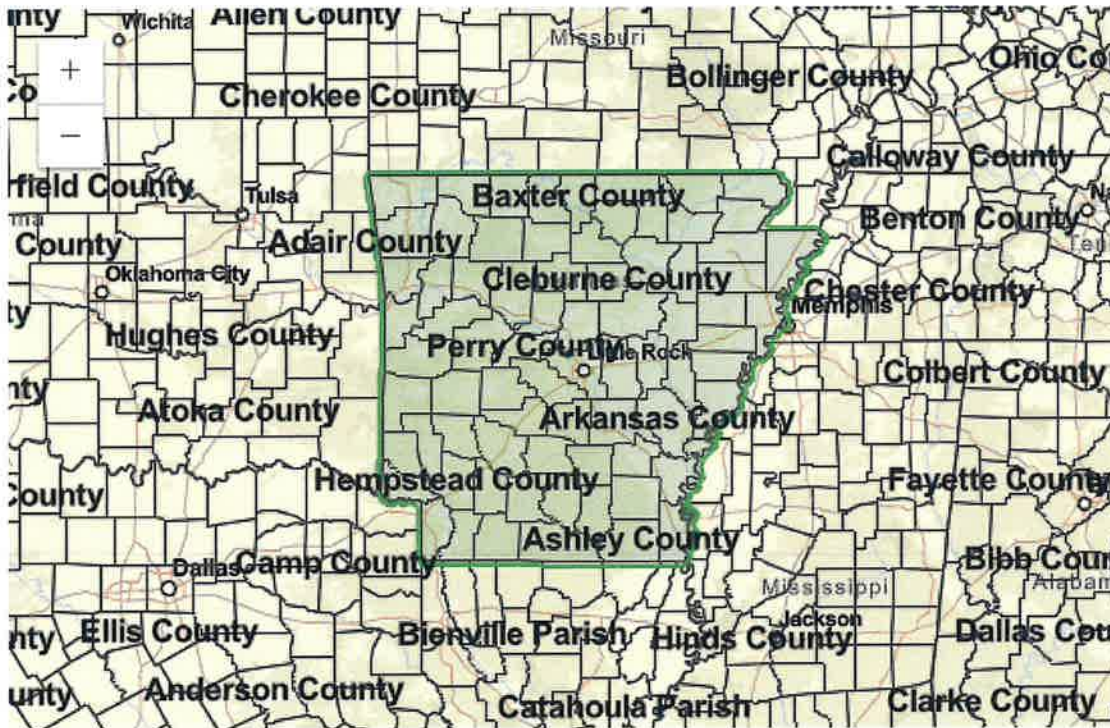 Allen County
Wichita
Missouri
Ohio Co
Bollinger County
+
Cherokee County
−
Calloway County
rfield County
Baxter County
Tulsa
Benton County
County
Adair County
Cleburne County
Oklahoma City
Chester County
Memphis
Hughes County
Perry County
Little Rock
Colbert County
Atoka County
Arkansas County
Hempstead County
Fayette County
County
Ashley County
Camp County
Dallas
Bibb Coun
Mississippi
Alabam
Ellis County
Bienville Parish
Hinds County
Jackson
Dallas Cou
Anderson County
Catahoula Parish
Clarke County